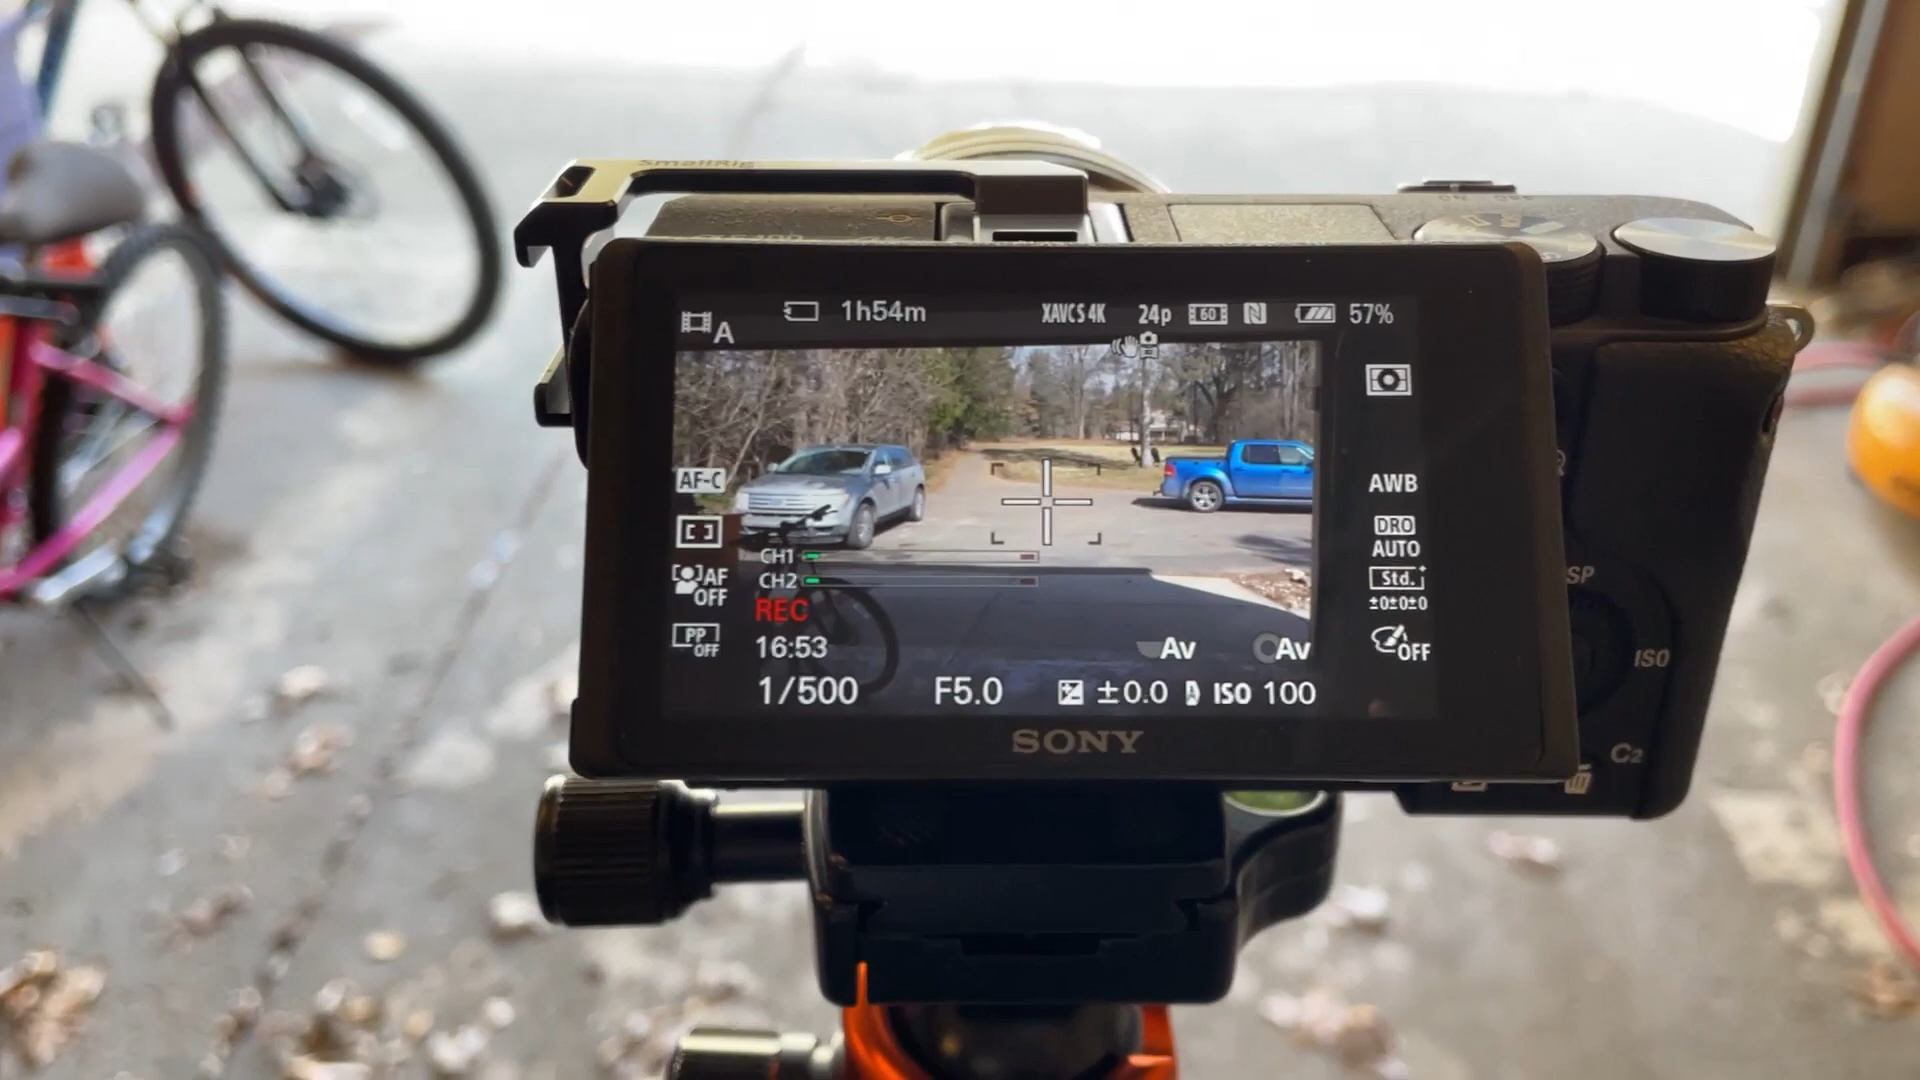 SmallRig
A 1h54m XAVC S 4K 24p 60 N 57%
AF-C
AWB
DRO
AUTO
AF
OFF
CH1
CH2
Std.
±0±0±0
REC
PP
OFF
16:53
Av
Av
OFF
1/500 F5.0 ±0.0 A ISO 100
SONY
SP
ISO
C2